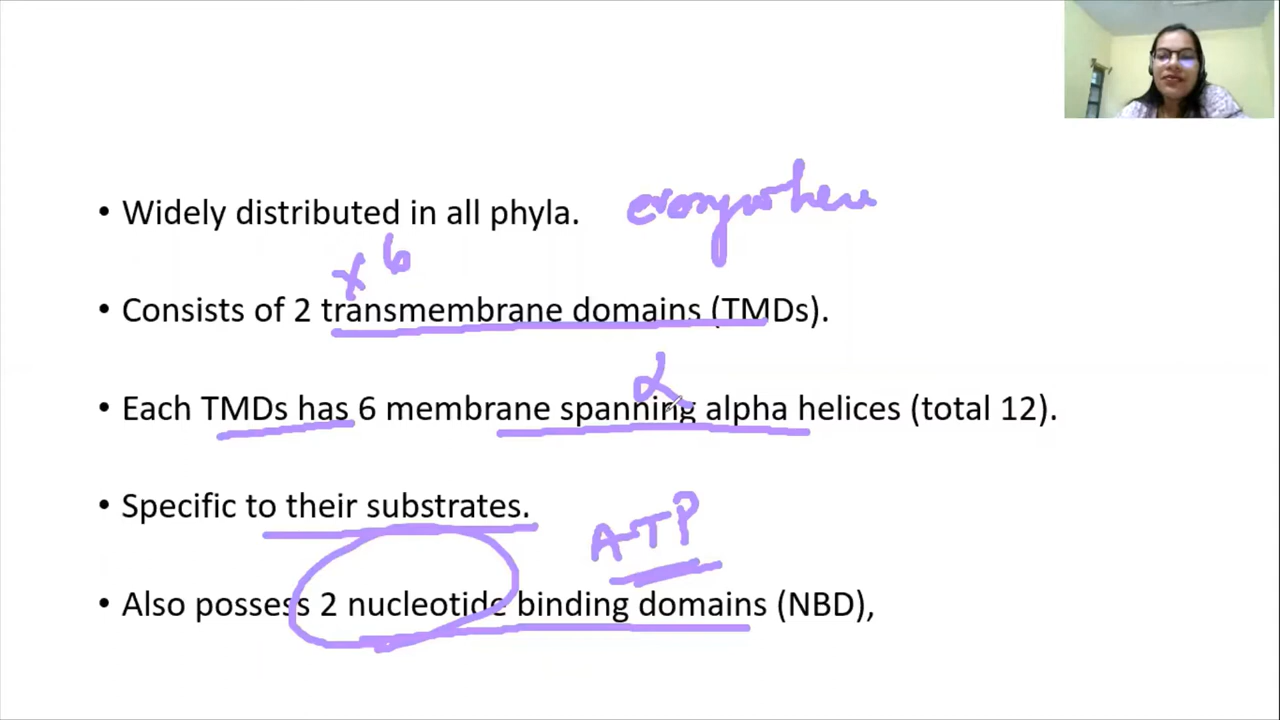 • Widely distributed in all phyla. everywhere
x 6
• Consists of 2 transmembrane domains (TMDs).
α
• Each TMDs has 6 membrane spanning alpha helices (total 12).
• Specific to their substrates.
ATP
• Also possess 2 nucleotide binding domains (NBD),